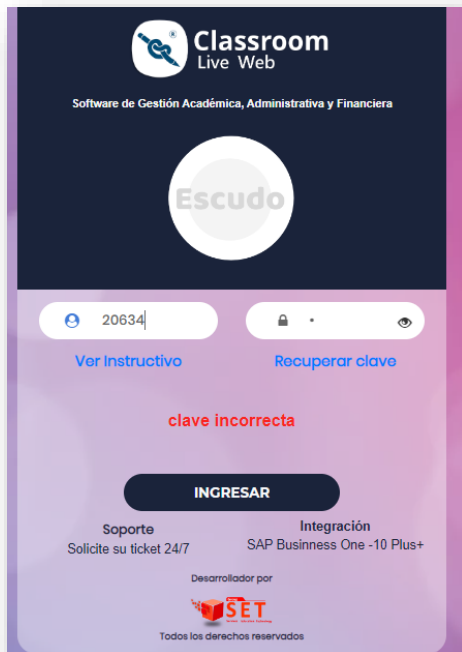 Classroom
®
Live Web
Software de Gestión Académica, Administrativa y Financiera
Escudo
20634
Ver Instructivo
Recuperar clave
clave incorrecta
INGRESAR
Soporte
Solicite su ticket 24/7
Integración
SAP Businness One -10 Plus+
Desarrollador por
SET
Todos los derechos reservados